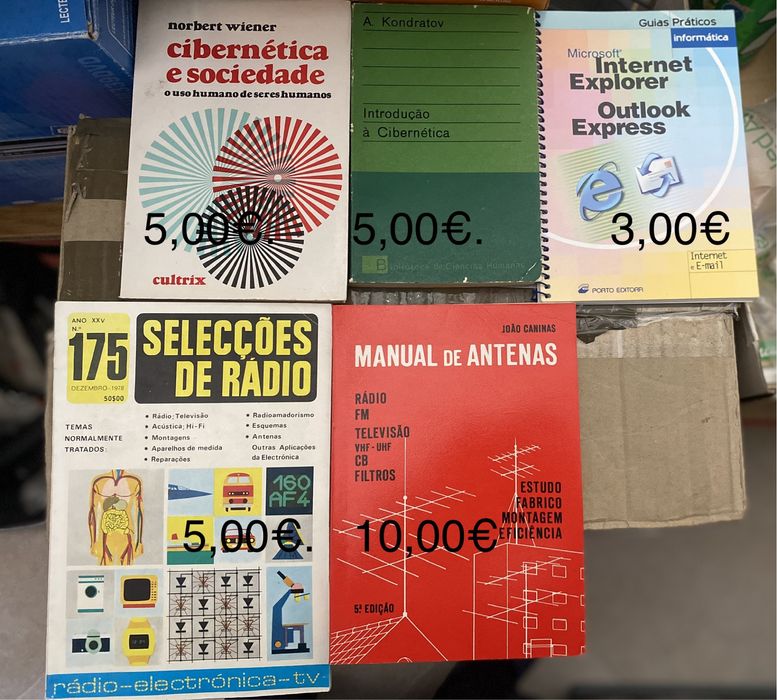 norbert wiener
cibernética
e sociedade
o uso humano de seres humanos
5,00€.
cultrix
A. Kondratov
Introdução
à Cibernética
5,00€.
B Biblioteca de Ciências Humanas
Guias Práticos
informática
Microsoft®
Internet
Explorer
Outlook
Express
3,00€
Internet
e E-mail
PORTO EDITORA
ANO XXV
N.º
175
DEZEMBRO-1978
50$00
SELECÇÕES
DE RÁDIO
TEMAS
NORMALMENTE
TRATADOS:
• Rádio; Televisão
• Acústica; Hi-Fi
• Montagens
• Aparelhos de medida
• Reparações
• Radioamadorismo
• Esquemas
• Antenas
Outras Aplicações
da Electrónica
160
AF4
5,00€.
rádio-electrónica-tv-
JOÃO CANINAS
MANUAL DE ANTENAS
RÁDIO
FM
TELEVISÃO
VHF-UHF
CB
FILTROS
ESTUDO
FABRICO
MONTAGEM
EFICIÊNCIA
10,00€
5ª EDIÇÃO